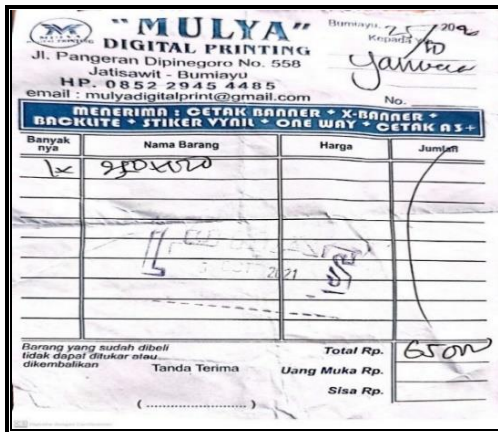 "MULYA"
DIGITAL PRINTING
Jl. Pangeran Dipinegoro No. 558
Jatisawit - Bumiayu
HP. 0852 2945 4485
email : mulyadigitalprint@gmail.com
Bumiayu, 25/10 20
Kepada
No.
MENERIMA : CETAK BANNER * X-BANNER *
BACKLITE * STIKER VYNIL * ONE WAY * CETAK A3+
Banyak nya Nama Barang Harga Jumlah
1x
2021
Barang yang sudah dibeli
tidak dapat ditukar atau
dikembalikan
Tanda Terima
(......................)
Total Rp.
Uang Muka Rp.
Sisa Rp.